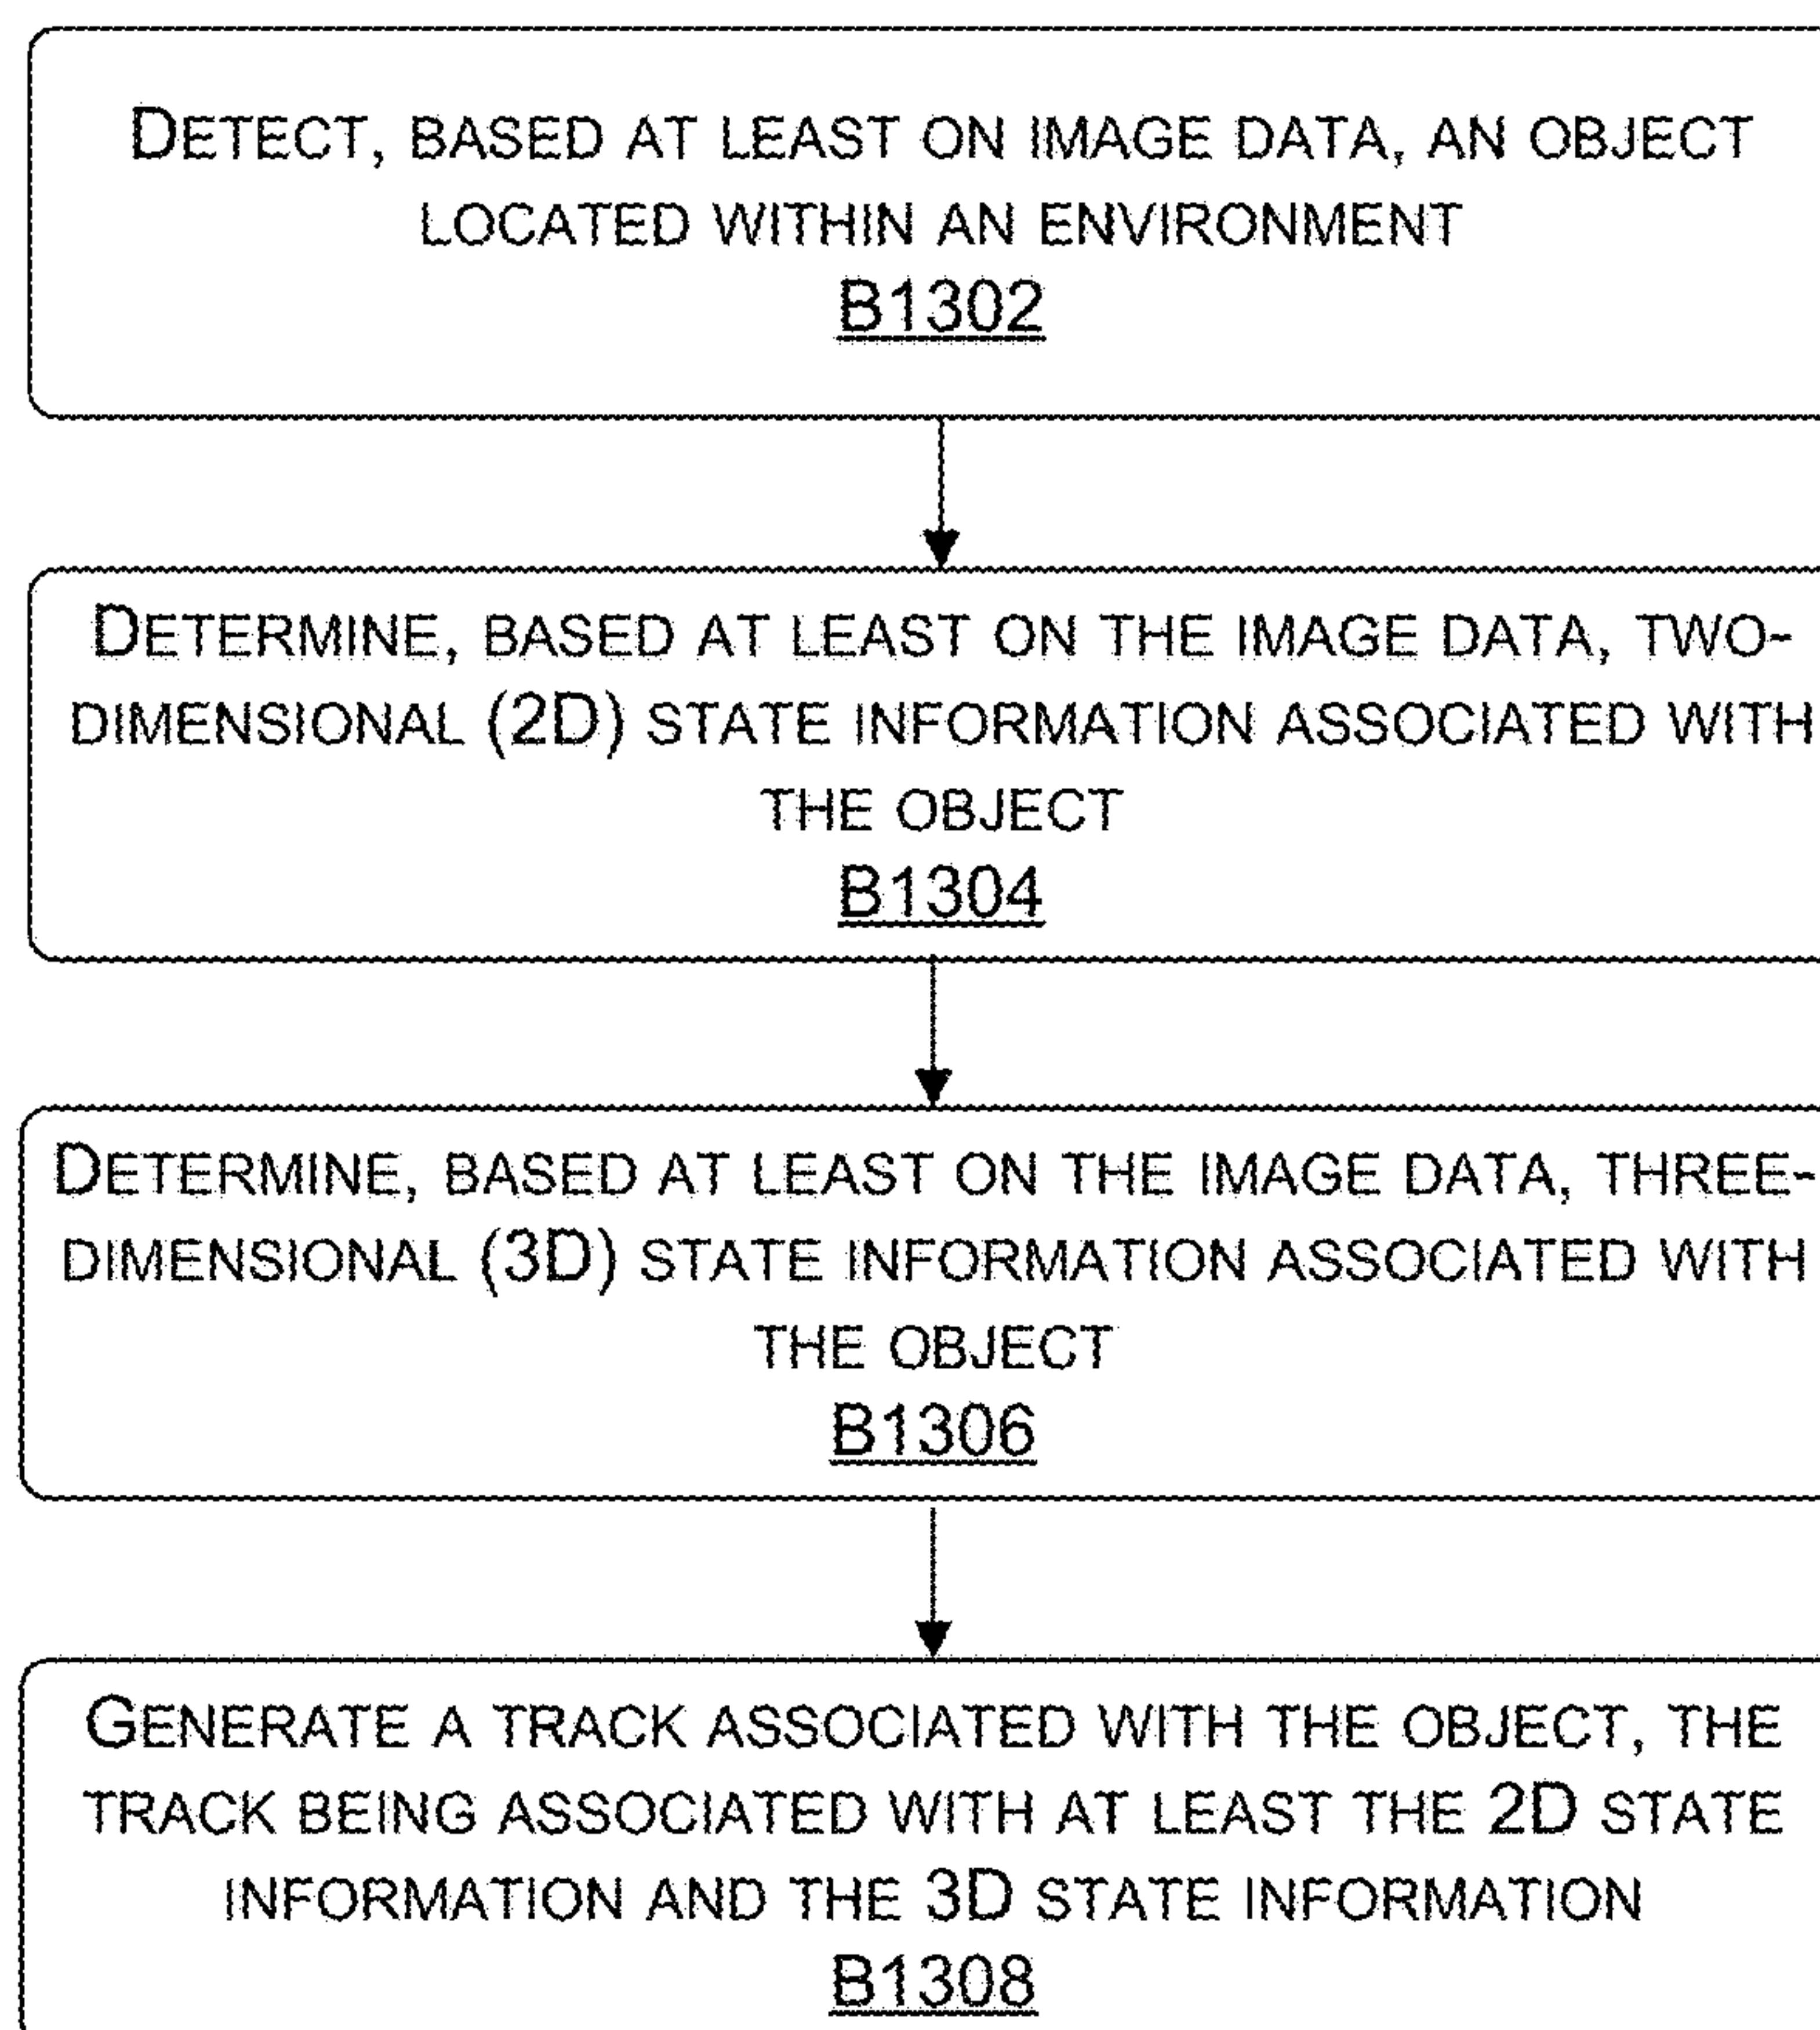 DETECT, BASED AT LEAST ON IMAGE DATA, AN OBJECT
LOCATED WITHIN AN ENVIRONMENT
B1302
DETERMINE, BASED AT LEAST ON THE IMAGE DATA, TWO-
DIMENSIONAL (2D) STATE INFORMATION ASSOCIATED WITH
THE OBJECT
B1304
DETERMINE, BASED AT LEAST ON THE IMAGE DATA, THREE-
DIMENSIONAL (3D) STATE INFORMATION ASSOCIATED WITH
THE OBJECT
B1306
GENERATE A TRACK ASSOCIATED WITH THE OBJECT, THE
TRACK BEING ASSOCIATED WITH AT LEAST THE 2D STATE
INFORMATION AND THE 3D STATE INFORMATION
B1308